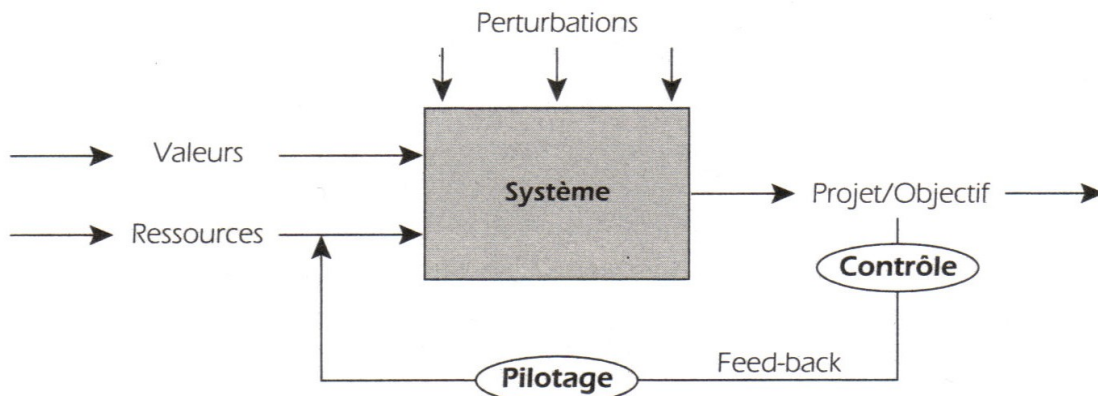 Perturbations
Valeurs
Système
Projet/Objectif
Ressources
Contrôle
Feed-back
Pilotage